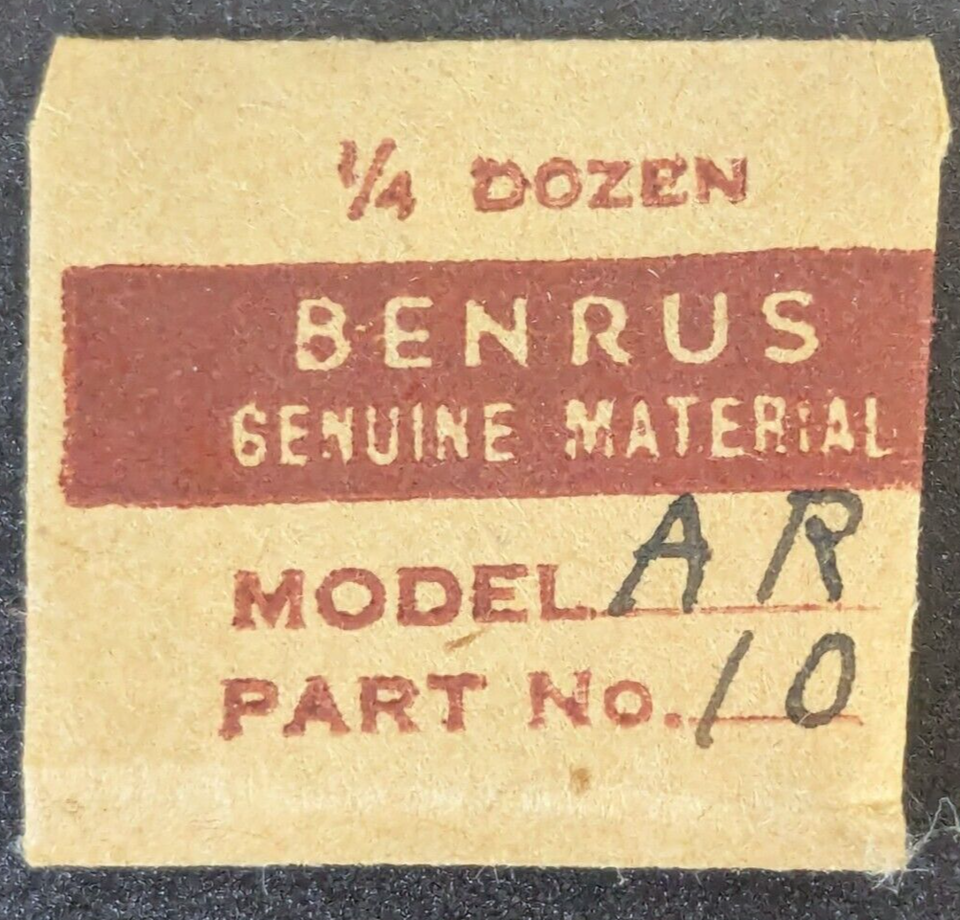 1/4 DOZEN
BENRUS
GENUINE MATERIAL
MODEL AR
PART No. 10